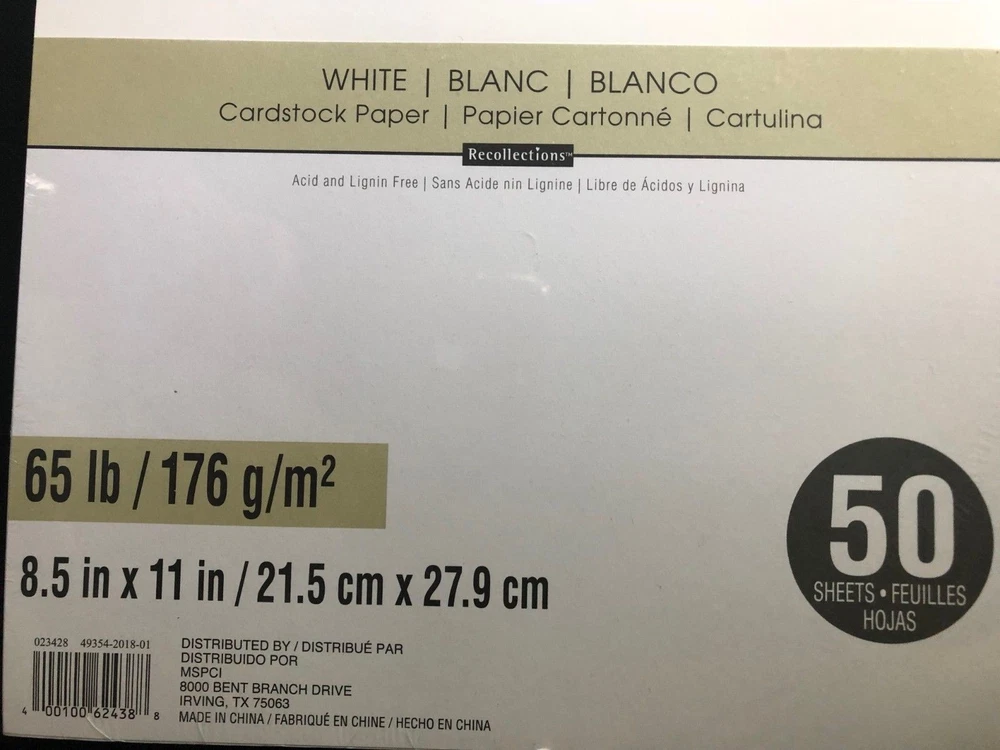 WHITE | BLANC | BLANCO
Cardstock Paper | Papier Cartonné | Cartulina
Recollections™
Acid and Lignin Free | Sans Acide nin Lignine | Libre de Ácidos y Lignina
65 lb / 176 g/m²
8.5 in x 11 in / 21.5 cm x 27.9 cm
50
SHEETS • FEUILLES
HOJAS
023428 49354-2018-01
4 00100 62438 8
DISTRIBUTED BY / DISTRIBUÉ PAR
DISTRIBUIDO POR
MSPCI
8000 BENT BRANCH DRIVE
IRVING, TX 75063
MADE IN CHINA / FABRIQUÉ EN CHINE / HECHO EN CHINA